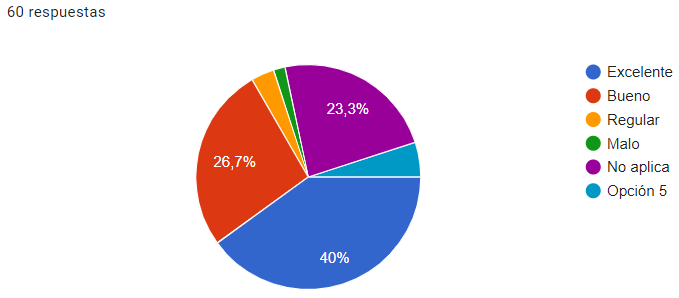 60 respuestas
23,3%
26,7%
40%
Excelente
Bueno
Regular
Malo
No aplica
Opción 5